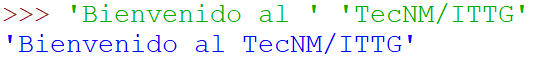 >>> 'Bienvenido al ' 'TecNM/ITTG'
'Bienvenido al TecNM/ITTG'